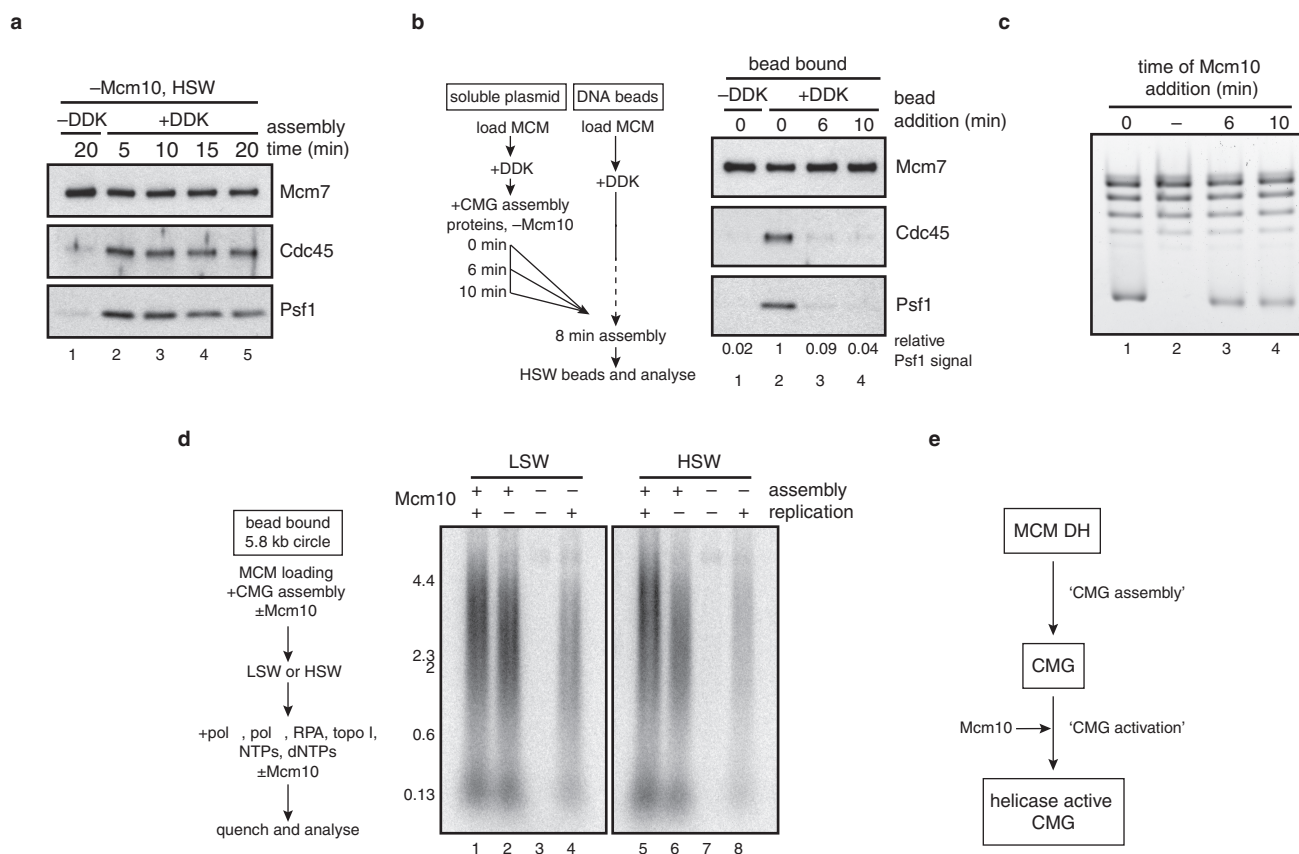 a
–Mcm10, HSW
–DDK +DDK assembly
20 5 10 15 20 time (min)
Mcm7
Cdc45
Psf1
1 2 3 4 5
b
soluble plasmid DNA beads
load MCM load MCM
+DDK
+DDK
+CMG assembly
proteins, –Mcm10
0 min
6 min
10 min
8 min assembly
HSW beads and analyse
bead bound
–DDK +DDK bead
0 0 6 10 addition (min)
Mcm7
Cdc45
Psf1
0.02 1 0.09 0.04 relative
Psf1 signal
1 2 3 4
c
time of Mcm10
addition (min)
0 – 6 10
1 2 3 4
d
bead bound
5.8 kb circle
MCM loading
+CMG assembly
±Mcm10
LSW or HSW
+pol , pol , RPA, topo I,
NTPs, dNTPs
±Mcm10
quench and analyse
LSW HSW
Mcm10 + + – – + + – – assembly
+ – – + + – – + replication
4.4
2.3
2
0.6
0.13
1 2 3 4 5 6 7 8
e
MCM DH
‘CMG assembly’
CMG
Mcm10 ‘CMG activation’
helicase active
CMG